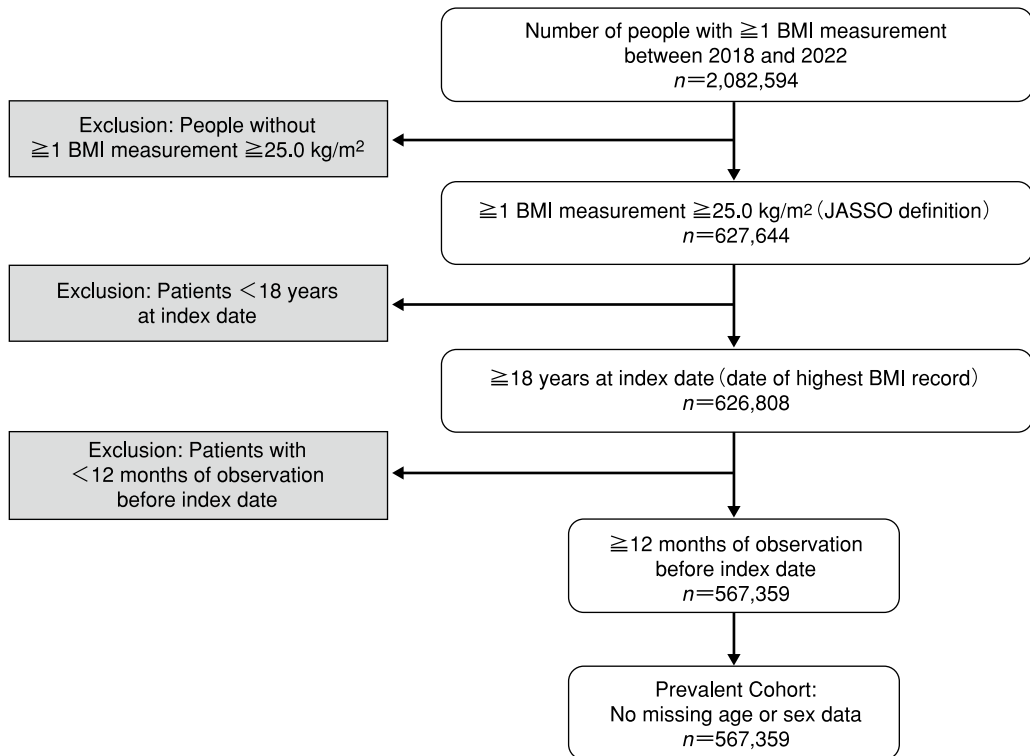 Number of people with ≧1 BMI measurement
between 2018 and 2022
n＝2,082,594
Exclusion: People without
≧1 BMI measurement ≧25.0 kg/m²
≧1 BMI measurement ≧25.0 kg/m²（JASSO definition）
n＝627,644
Exclusion: Patients ＜18 years
at index date
≧18 years at index date（date of highest BMI record）
n＝626,808
Exclusion: Patients with
＜12 months of observation
before index date
≧12 months of observation
before index date
n＝567,359
Prevalent Cohort:
No missing age or sex data
n＝567,359